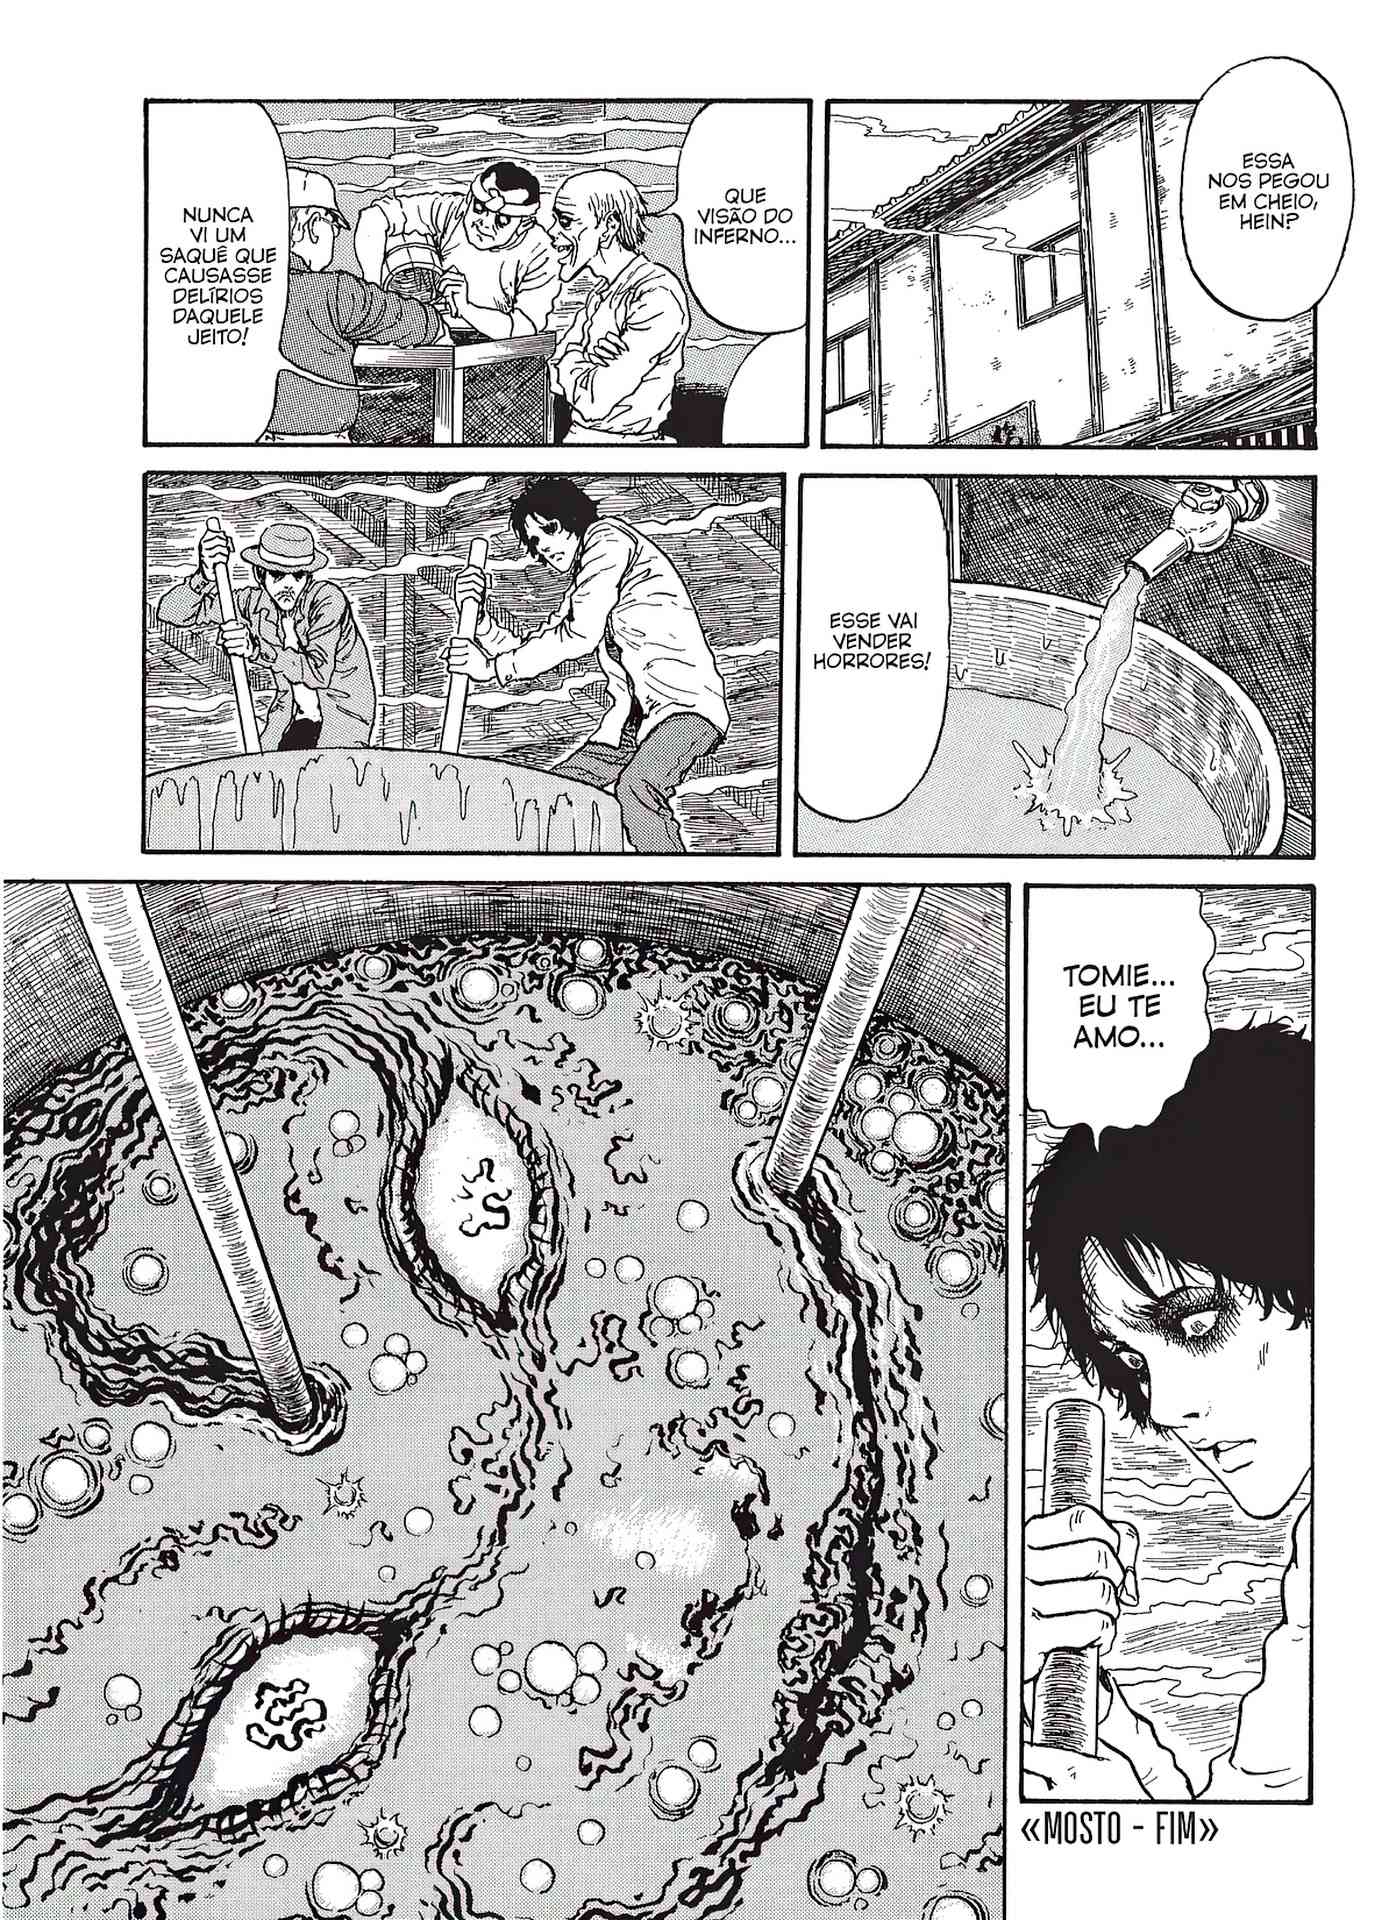 ESSA
NOS PEGOU
EM CHEIO,
HEIN?
QUE
VISÃO DO
INFERNO...
NUNCA
VI UM
SAQUÊ QUE
CAUSASSE
DELÍRIOS
DAQUELE
JEITO!
ESSE VAI
VENDER
HORRORES!
TOMIE...
EU TE
AMO...
«MOSTO - FIM»